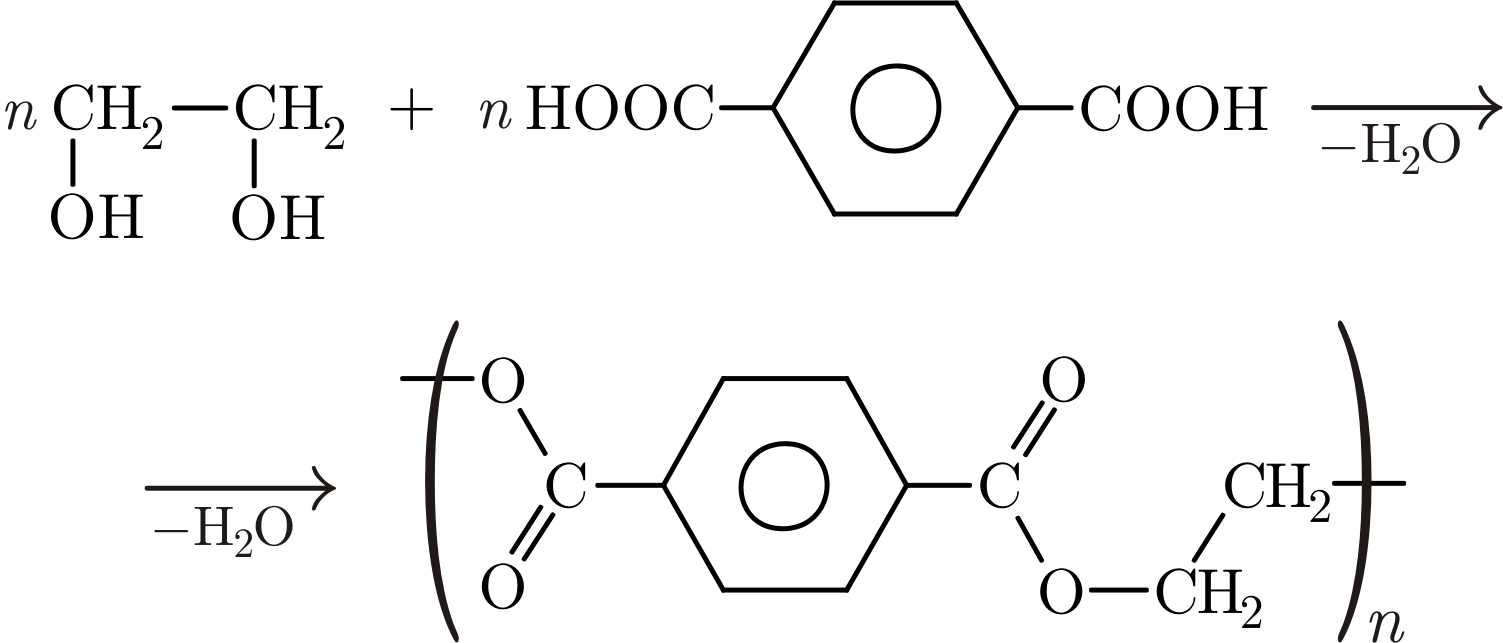 n CH₂—CH₂ + n HOOC—COOH
−H₂O
OH OH
O O
C C CH₂
−H₂O
O O—CH₂
n